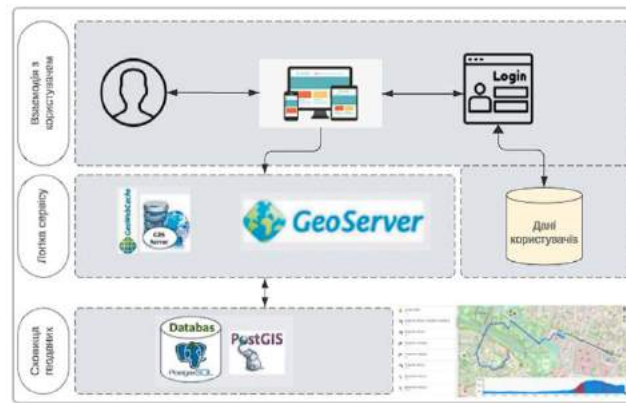 Взаємодія з
користувачем
Login
Логіка сервісу
GeoWebCache
GIS
Server
GeoServer
Дані
користувачів
Сховища
геоданих
Databas
PostgreSQL
PostGIS